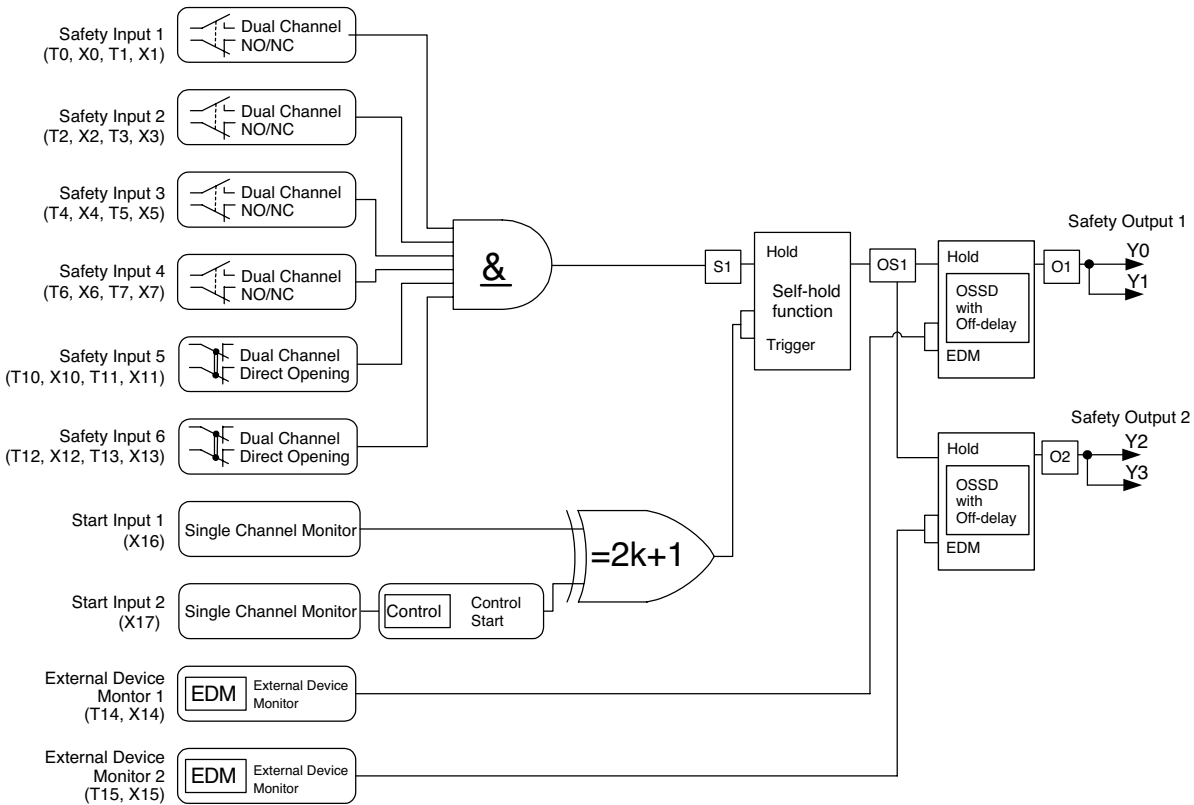 Safety Input 1
(T0, X0, T1, X1)
Dual Channel
NO/NC
Safety Input 2
(T2, X2, T3, X3)
Dual Channel
NO/NC
Safety Input 3
(T4, X4, T5, X5)
Dual Channel
NO/NC
Safety Input 4
(T6, X6, T7, X7)
Dual Channel
NO/NC
Safety Input 5
(T10, X10, T11, X11)
Dual Channel
Direct Opening
Safety Input 6
(T12, X12, T13, X13)
Dual Channel
Direct Opening
&
S1
Hold
Self-hold
function
Trigger
OS1
Hold
OSSD
with
Off-delay
EDM
O1
Safety Output 1
Y0
Y1
Hold
OSSD
with
Off-delay
EDM
O2
Safety Output 2
Y2
Y3
Start Input 1
(X16)
Single Channel Monitor
=2k+1
Start Input 2
(X17)
Single Channel Monitor
Control
Control
Start
External Device
Montor 1
(T14, X14)
EDM
External Device
Monitor
External Device
Monitor 2
(T15, X15)
EDM
External Device
Monitor